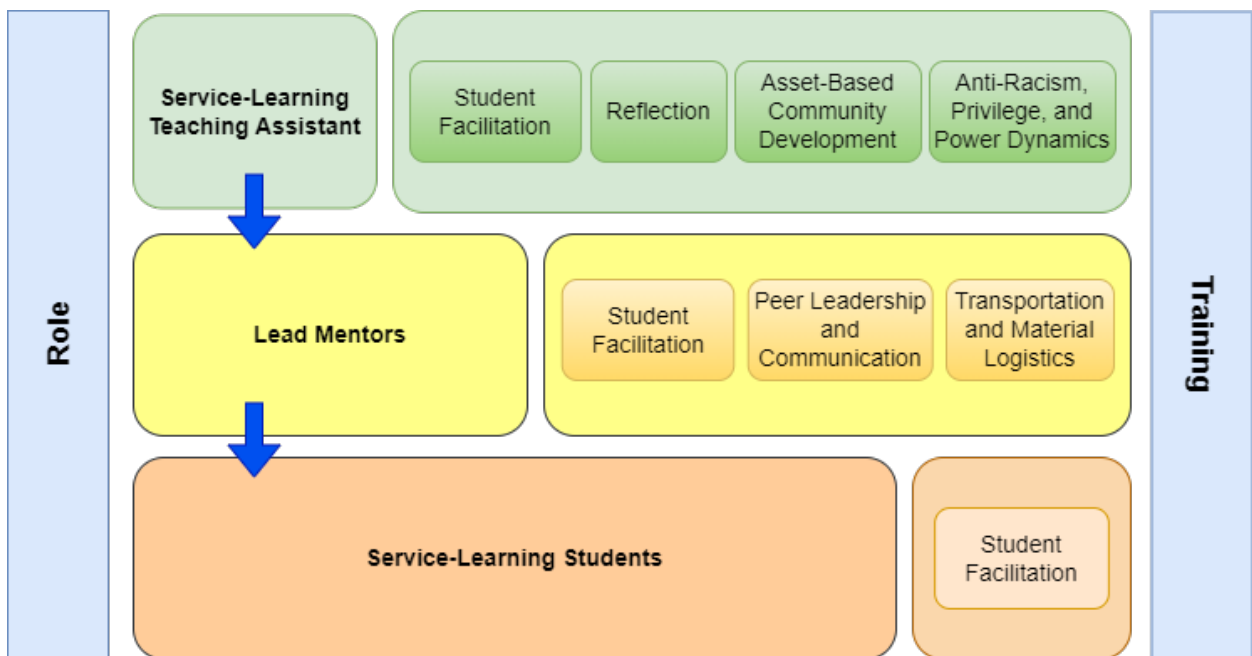 Role
Service-Learning
Teaching Assistant
Student
Facilitation
Reflection
Asset-Based
Community
Development
Anti-Racism,
Privilege, and
Power Dynamics
Lead Mentors
Student
Facilitation
Peer Leadership
and
Communication
Transportation
and Material
Logistics
Service-Learning Students
Student
Facilitation
Training